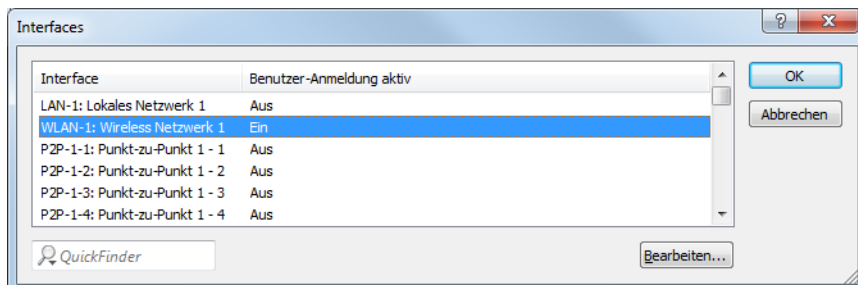 Interfaces
Interface Benutzer-Anmeldung aktiv
LAN-1: Lokales Netzwerk 1 Aus
WLAN-1: Wireless Netzwerk 1 Ein
P2P-1-1: Punkt-zu-Punkt 1 - 1 Aus
P2P-1-2: Punkt-zu-Punkt 1 - 2 Aus
P2P-1-3: Punkt-zu-Punkt 1 - 3 Aus
P2P-1-4: Punkt-zu-Punkt 1 - 4 Aus
OK
Abbrechen
QuickFinder
Bearbeiten...